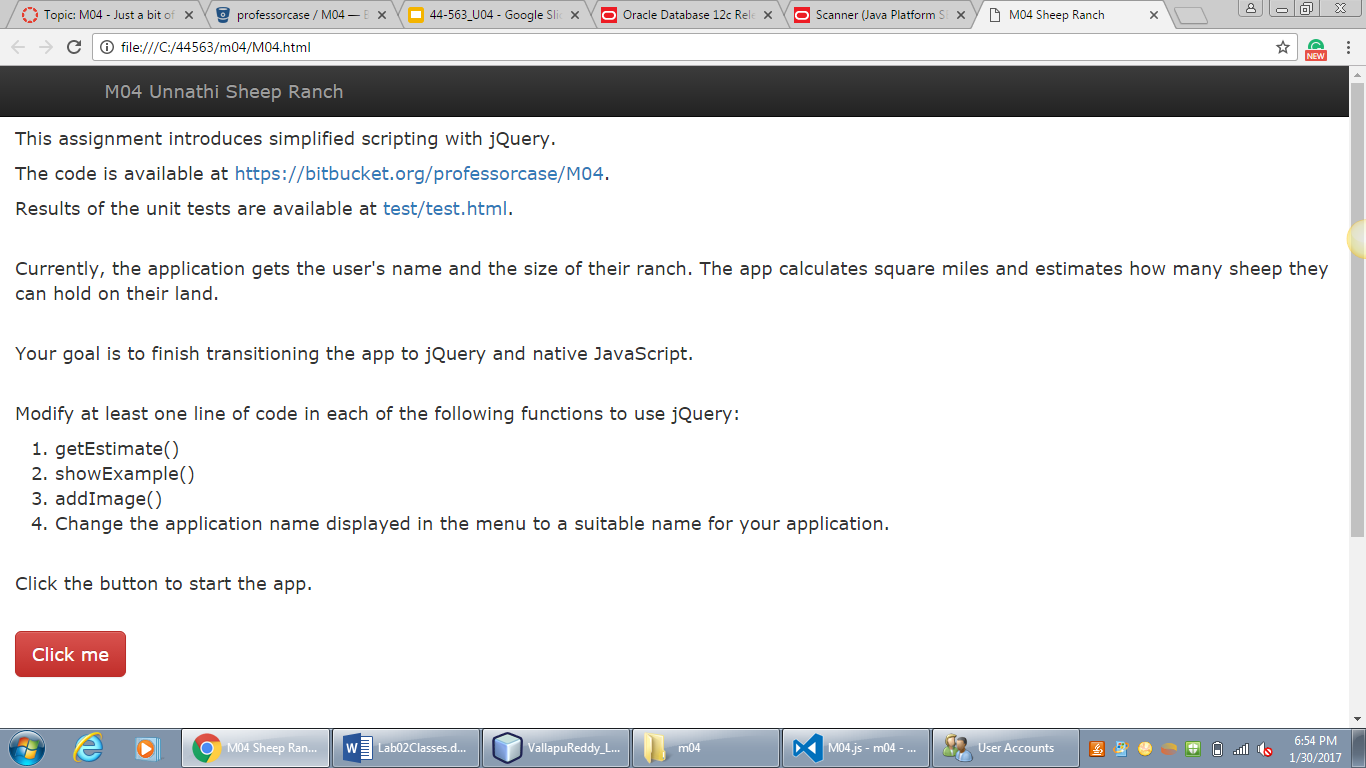 Topic: M04 - Just a bit of
professorcase / M04 — B
44-563_U04 - Google Slid
Oracle Database 12c Rele
Scanner (Java Platform S
M04 Sheep Ranch
file:///C:/44563/m04/M04.html
NEW
M04 Unnathi Sheep Ranch
This assignment introduces simplified scripting with jQuery.
The code is available at https://bitbucket.org/professorcase/M04.
Results of the unit tests are available at test/test.html.
Currently, the application gets the user's name and the size of their ranch. The app calculates square miles and estimates how many sheep they
can hold on their land.
Your goal is to finish transitioning the app to jQuery and native JavaScript.
Modify at least one line of code in each of the following functions to use jQuery:
1. getEstimate()
2. showExample()
3. addImage()
4. Change the application name displayed in the menu to a suitable name for your application.
Click the button to start the app.
Click me
M04 Sheep Ran...
Lab02Classes.d...
VallapuReddy_L...
m04
M04.js - m04 - ...
User Accounts
6:54 PM
1/30/2017